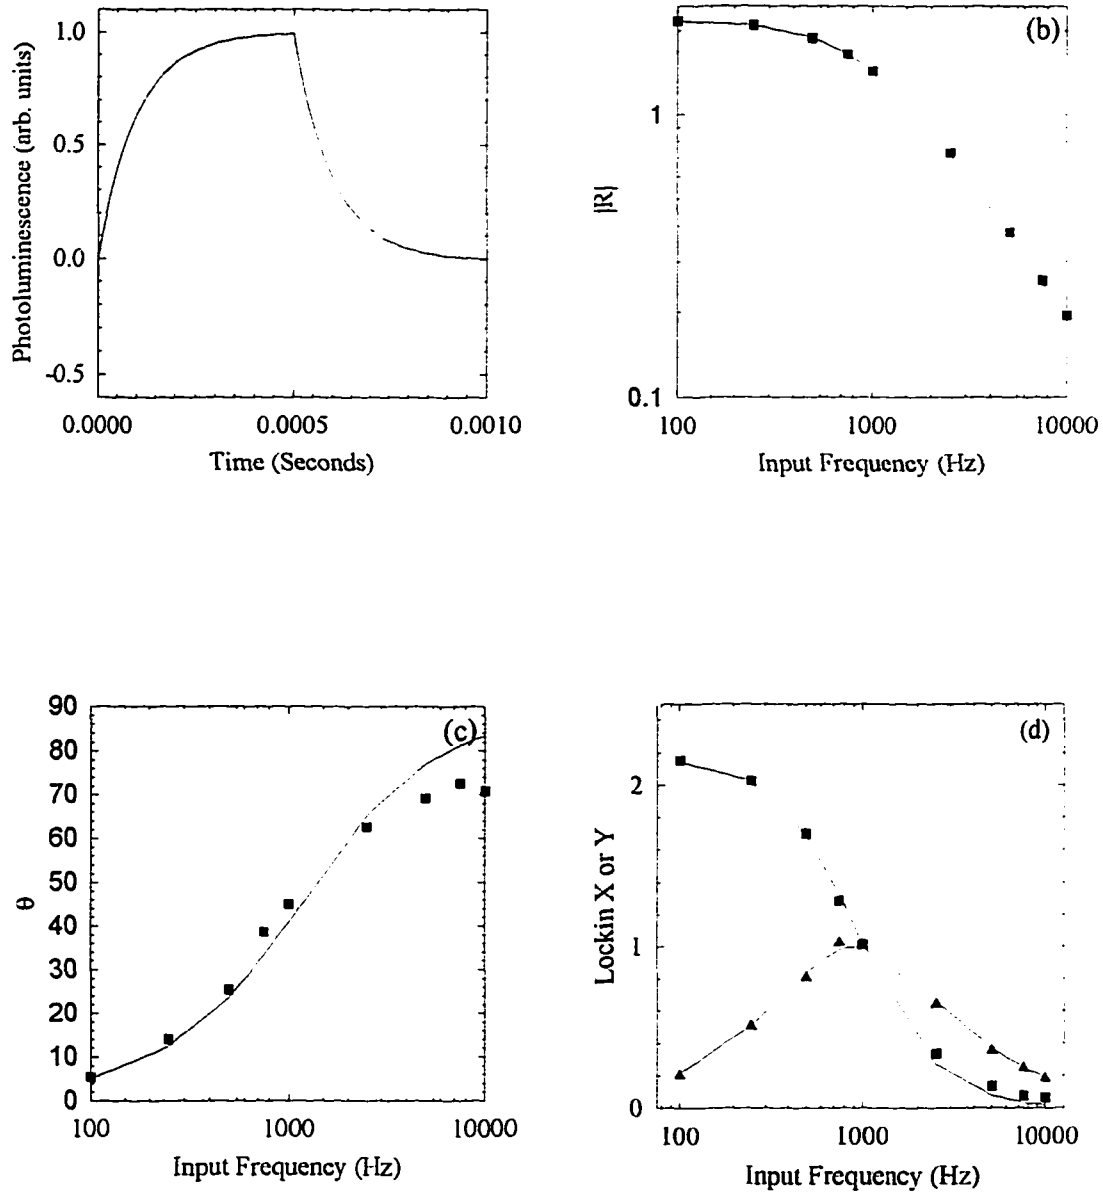 1.0
0.5
0.0
-0.5
Photoluminescence (arb. units)
0.0000
0.0005
0.0010
Time (Seconds)
(b)
1
0.1
|R|
100
1000
10000
Input Frequency (Hz)
(c)
90
80
70
60
50
40
30
20
10
0
θ
100
1000
10000
Input Frequency (Hz)
(d)
2
1
0
Lockin X or Y
100
1000
10000
Input Frequency (Hz)